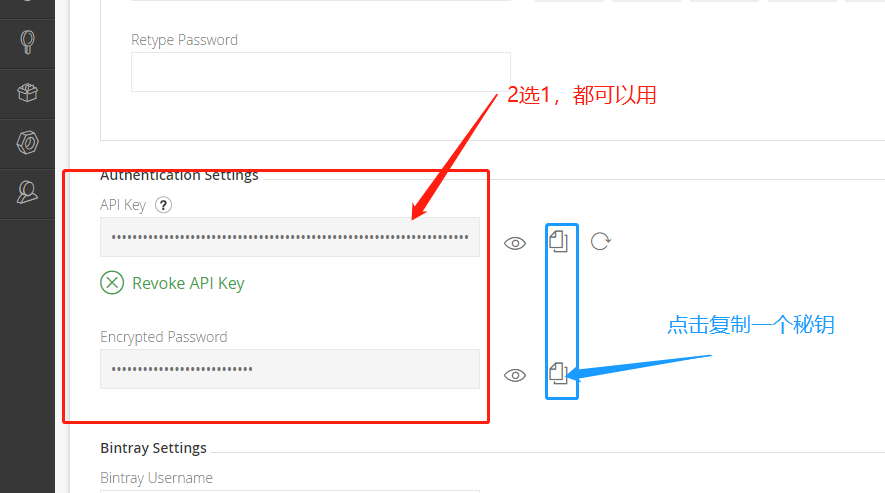 Retype Password
2选1，都可以用
Authentication Settings
API Key ?
Revoke API Key
点击复制一个秘钥
Encrypted Password
Bintray Settings
Bintray Username